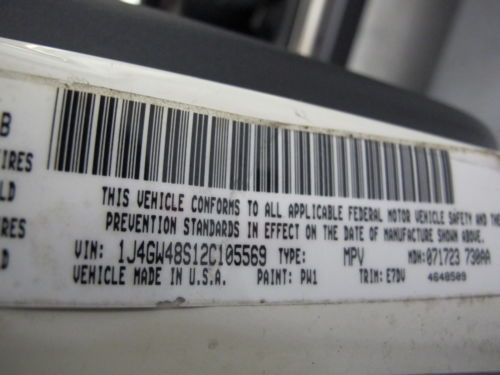 B
IRES
LD
IRES
LD
THIS VEHICLE CONFORMS TO ALL APPLICABLE FEDERAL MOTOR VEHICLE SAFETY AND THE
PREVENTION STANDARDS IN EFFECT ON THE DATE OF MANUFACTURE SHOWN
VIN: 1J4GW48S12C105569 TYPE: MPV MDH:071723 730AA
VEHICLE MADE IN U.S.A. PAINT: PW1 TRIM: E7DV 4648509